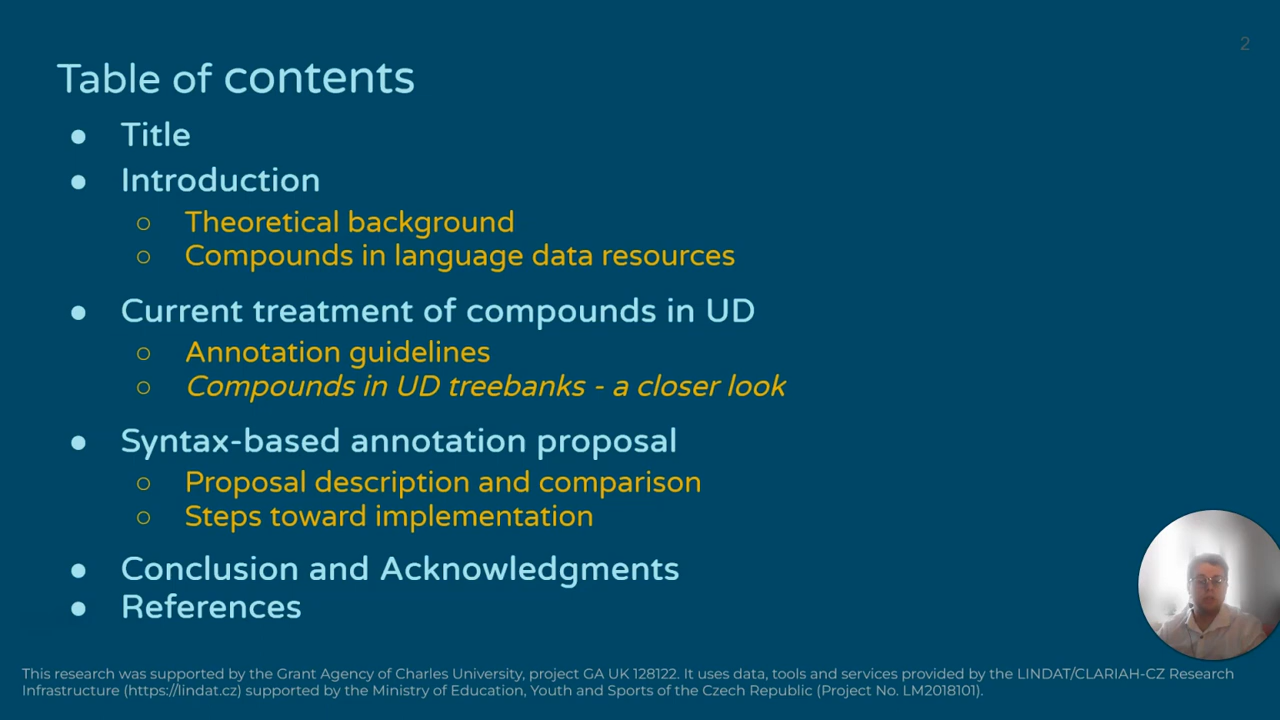 2
Table of contents
● Title
● Introduction
○ Theoretical background
○ Compounds in language data resources
● Current treatment of compounds in UD
○ Annotation guidelines
○ Compounds in UD treebanks - a closer look
● Syntax-based annotation proposal
○ Proposal description and comparison
○ Steps toward implementation
● Conclusion and Acknowledgments
● References
This research was supported by the Grant Agency of Charles University, project GA UK 128122. It uses data, tools and services provided by the LINDAT/CLARIAH-CZ Research
Infrastructure (https://lindat.cz) supported by the Ministry of Education, Youth and Sports of the Czech Republic (Project No. LM2018101).